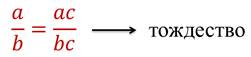 a/b = ac/bc ⟶ тождество